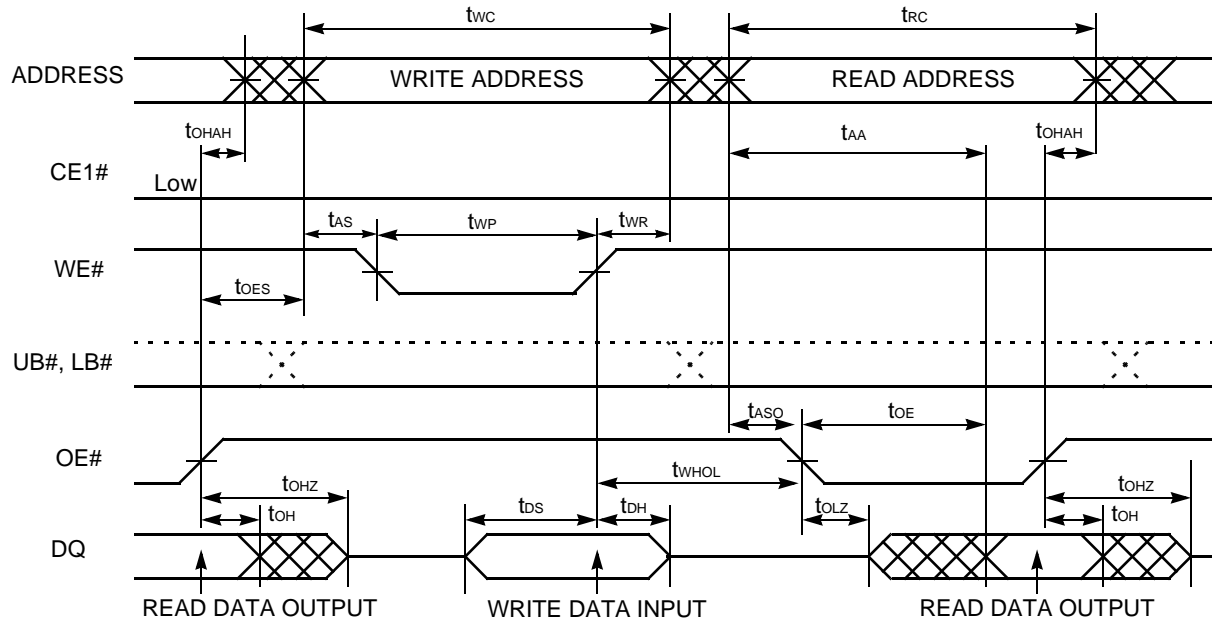 tWC
tRC
ADDRESS
WRITE ADDRESS
READ ADDRESS
tOHAH
tAA
tOHAH
CE1#
Low
tAS
tWP
tWR
WE#
tOES
UB#, LB#
tASO
tOE
OE#
tWHOL
tOHZ
tOHZ
tOH
tDS
tDH
tOLZ
tOH
DQ
READ DATA OUTPUT
WRITE DATA INPUT
READ DATA OUTPUT